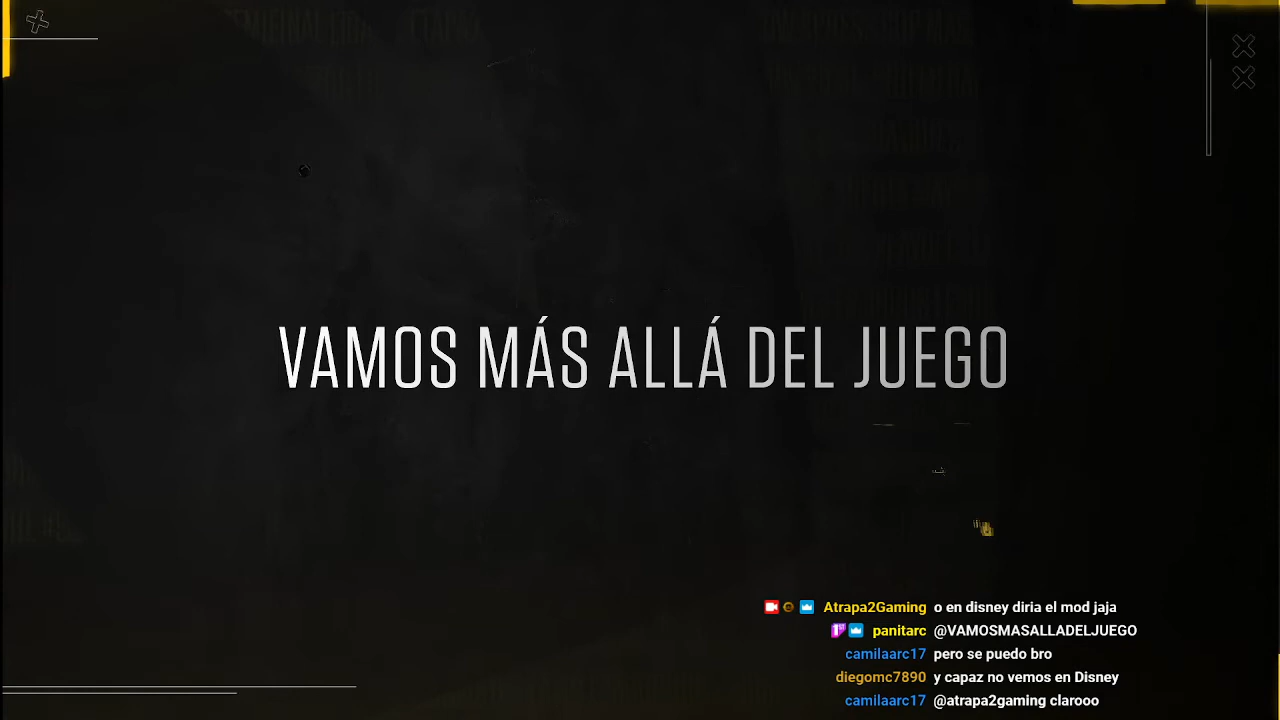 VAMOS MÁS ALLÁ DEL JUEGO
Atrapa2Gaming o en disney diria el mod jaja
panitarc @VAMOSMASALLADELJUEGO
camilaarc17 pero se puedo bro
diegomc7890 y capaz no vemos en Disney
camilaarc17 @atrapa2gaming clarooo